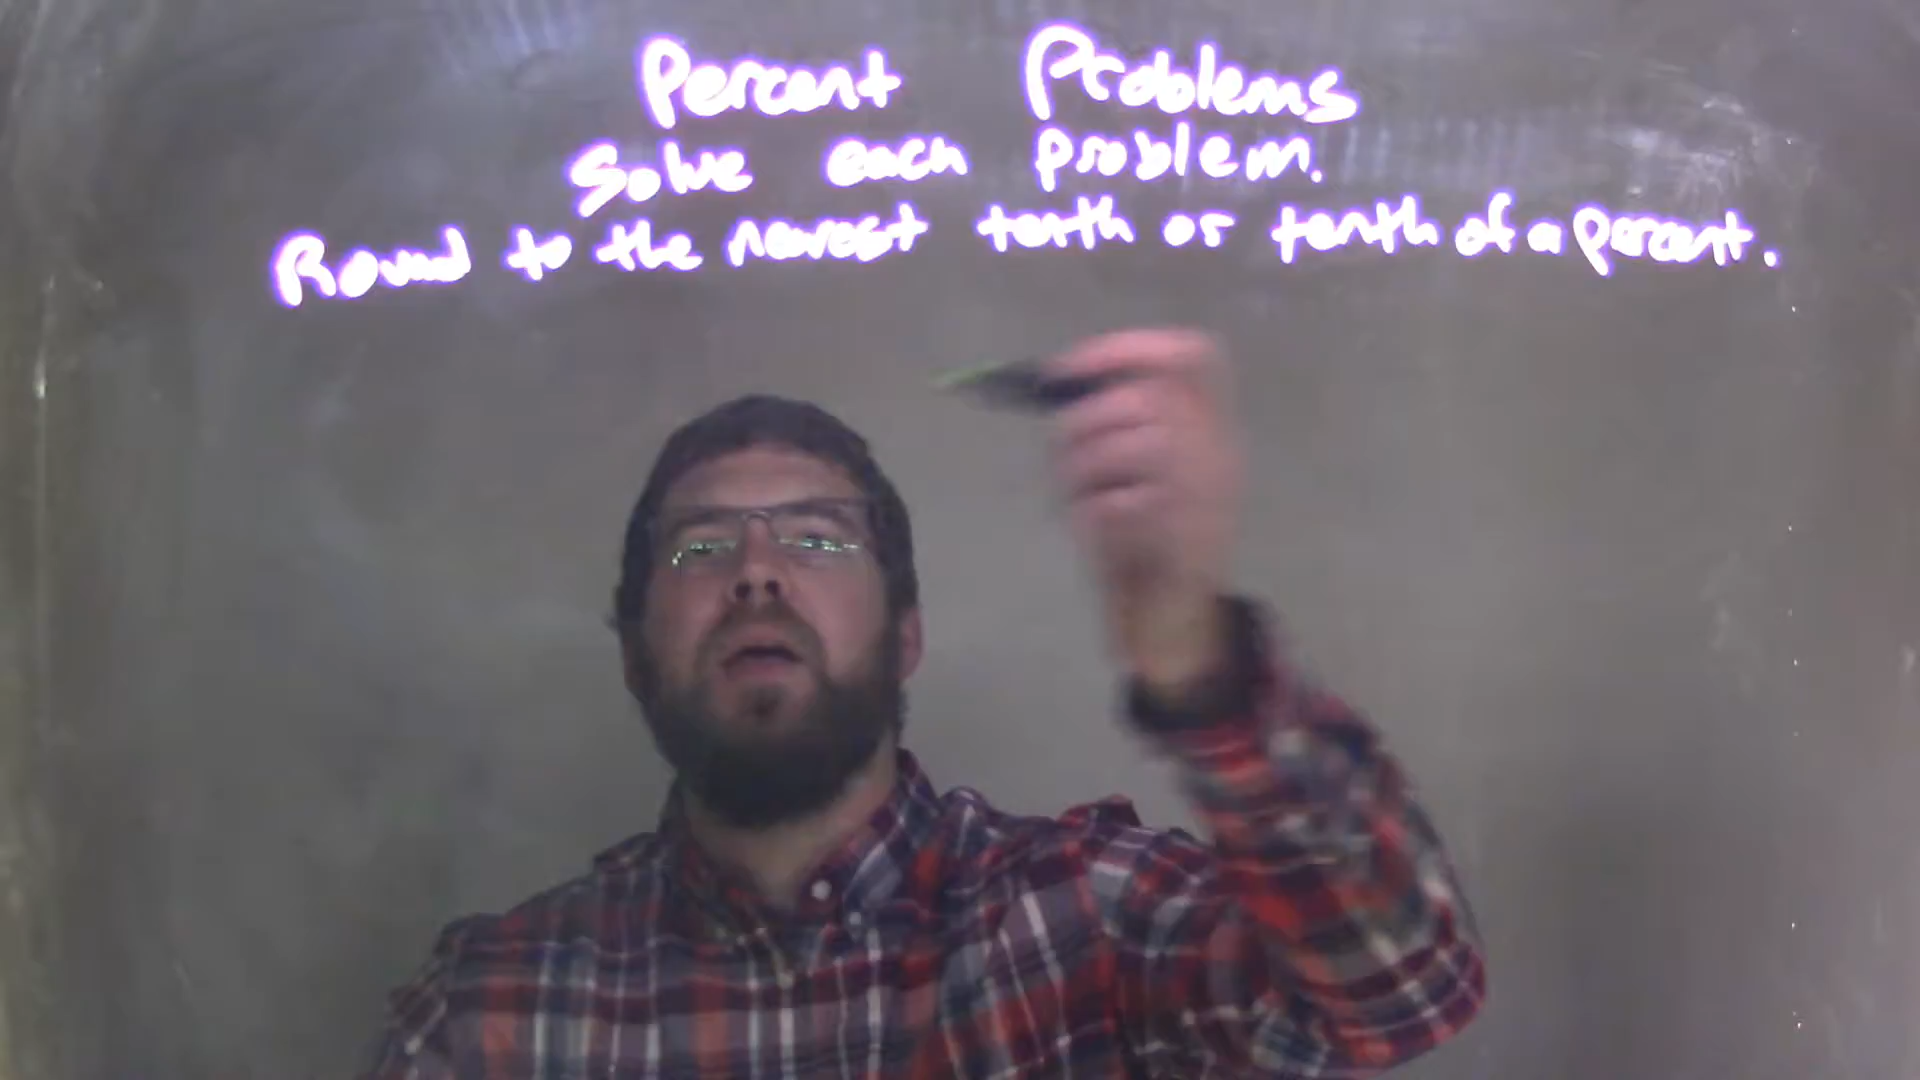 Percent Problems
Solve each problem.
Round to the nearest tenth or tenth of a percent.